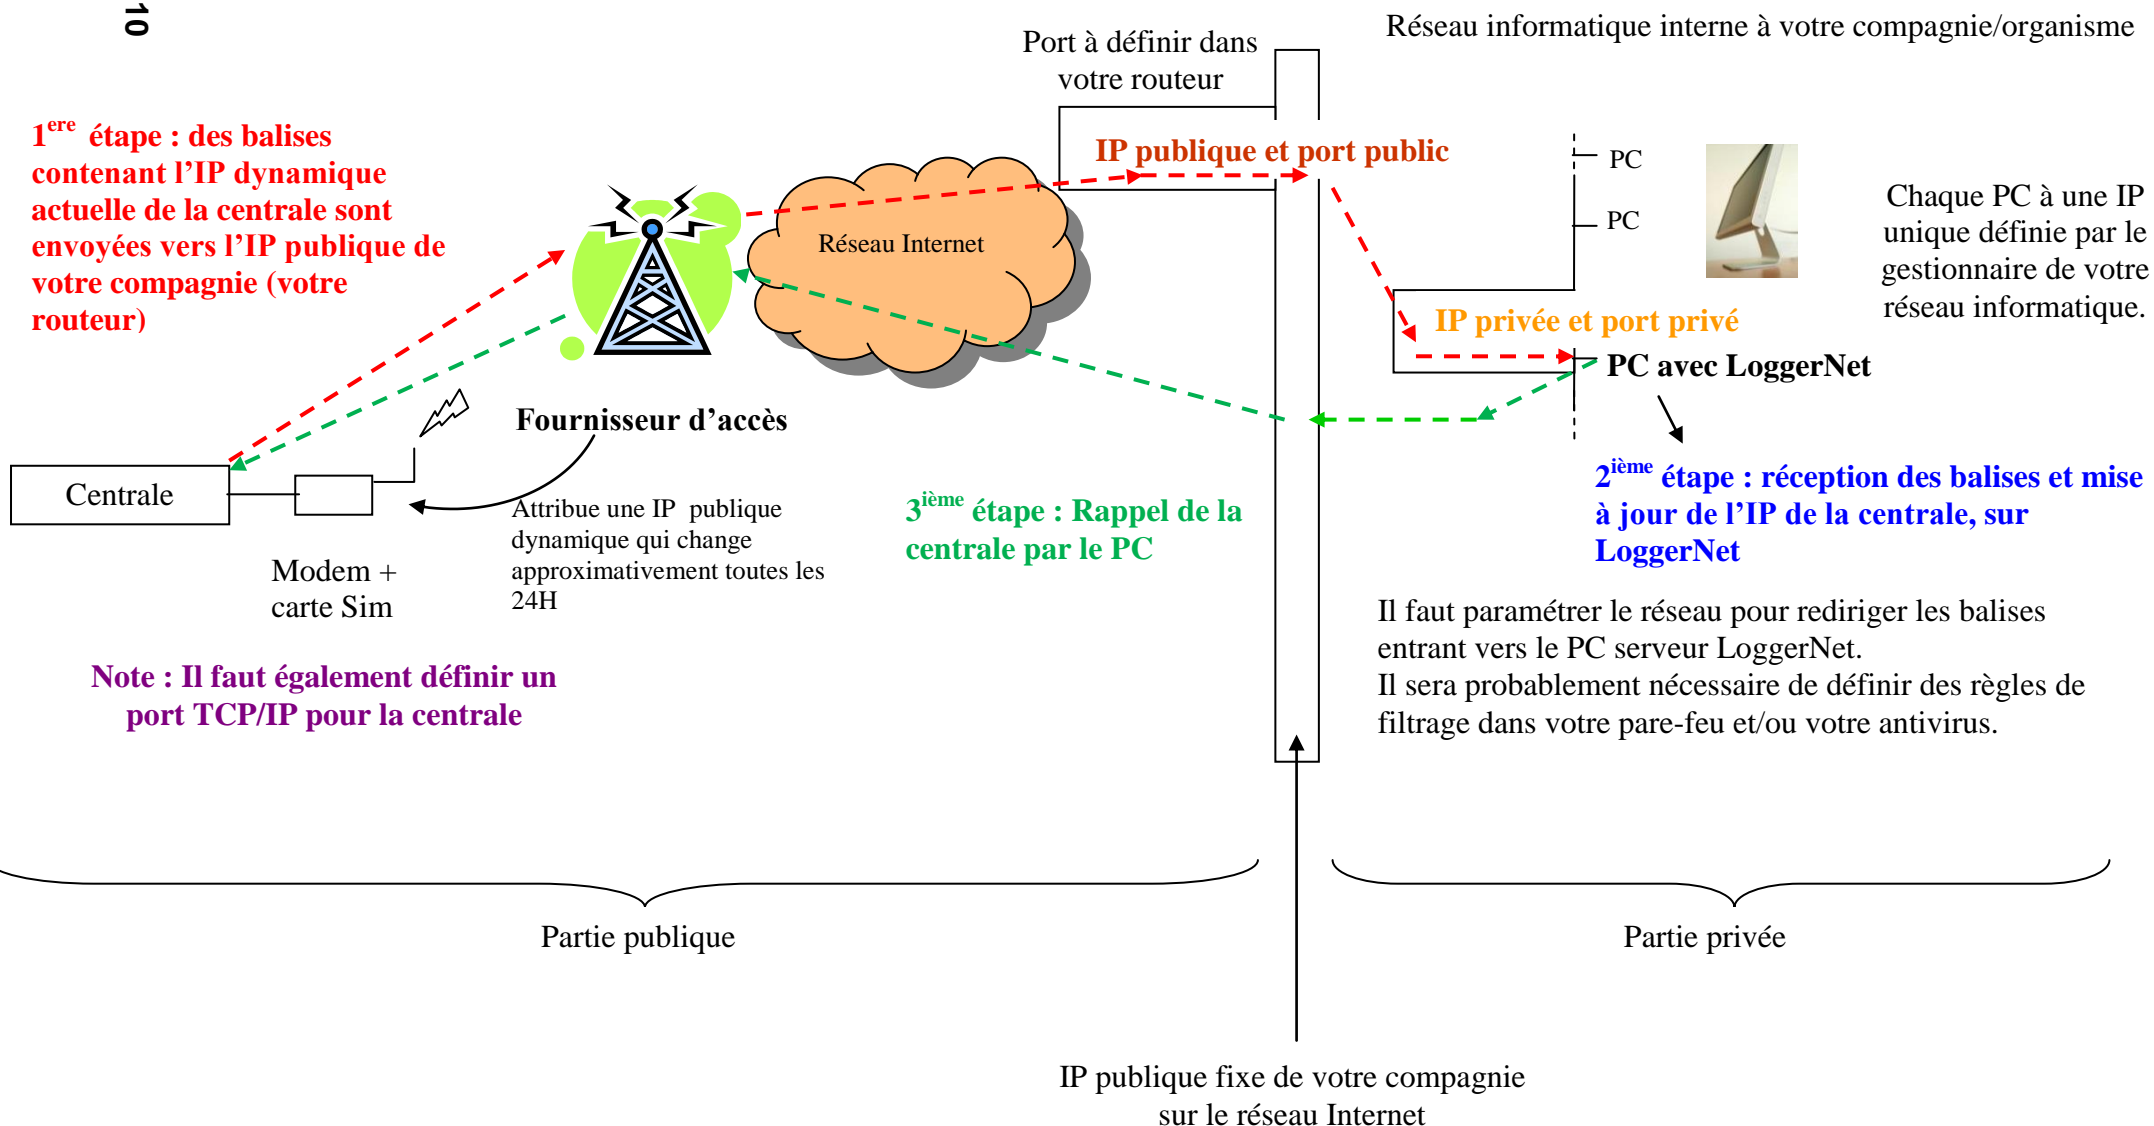 10
Réseau informatique interne à votre compagnie/organisme
Port à définir dans
votre routeur
1ere étape : des balises
contenant l’IP dynamique
actuelle de la centrale sont
envoyées vers l’IP publique de
votre compagnie (votre
routeur)
IP publique et port public
PC
PC
Chaque PC à une IP
unique définie par le
gestionnaire de votre
réseau informatique.
Réseau Internet
IP privée et port privé
PC avec LoggerNet
Fournisseur d’accès
Centrale
Attribue une IP publique
dynamique qui change
approximativement toutes les
24H
Modem +
carte Sim
3ième étape : Rappel de la
centrale par le PC
2ième étape : réception des balises et mise
à jour de l’IP de la centrale, sur
LoggerNet
Il faut paramétrer le réseau pour rediriger les balises
entrant vers le PC serveur LoggerNet.
Il sera probablement nécessaire de définir des règles de
filtrage dans votre pare-feu et/ou votre antivirus.
Note : Il faut également définir un
port TCP/IP pour la centrale
Partie publique
Partie privée
IP publique fixe de votre compagnie
sur le réseau Internet